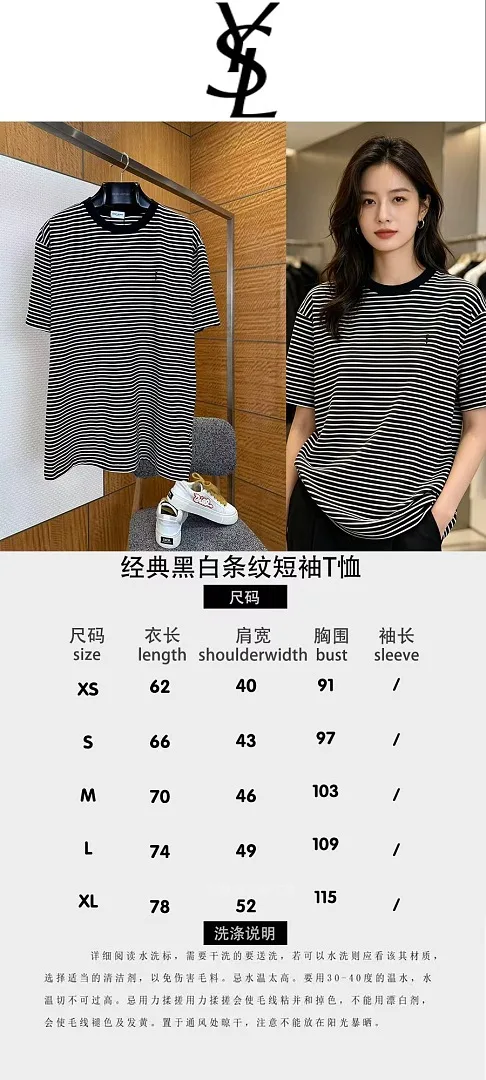 YSL
经典黑白条纹短袖T恤
尺码
尺码 衣长 肩宽 胸围 袖长
size length shoulderwidth bust sleeve
XS 62 40 91 /
S 66 43 97 /
M 70 46 103 /
L 74 49 109 /
XL 78 52 115 /
洗涤说明
详细阅读水洗标，需要干洗的要送洗，若可以水洗则应看该其材质，
选择适当的清洁剂，以免伤害毛料。忌水温太高。要用30-40度的温水，水
温切不可过高。忌用力揉搓用力揉搓会使毛线粘并和掉色，不能用漂白剂，
会使毛线褪色及发黄。置于通风处晾干，注意不能放在阳光暴晒。